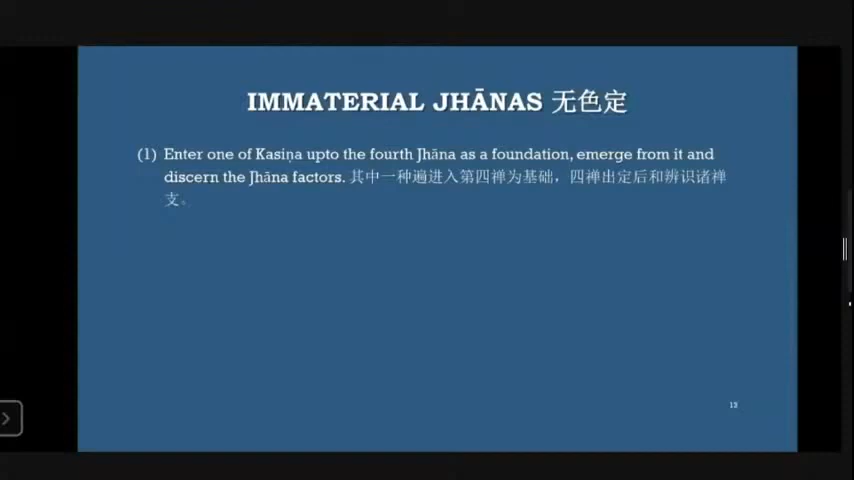 IMMATERIAL JHĀNAS 无色定
(1) Enter one of Kasiṇa upto the fourth Jhāna as a foundation, emerge from it and
discern the Jhāna factors. 其中一种遍进入第四禅为基础，四禅出定后和辨识诸禅
支。
13